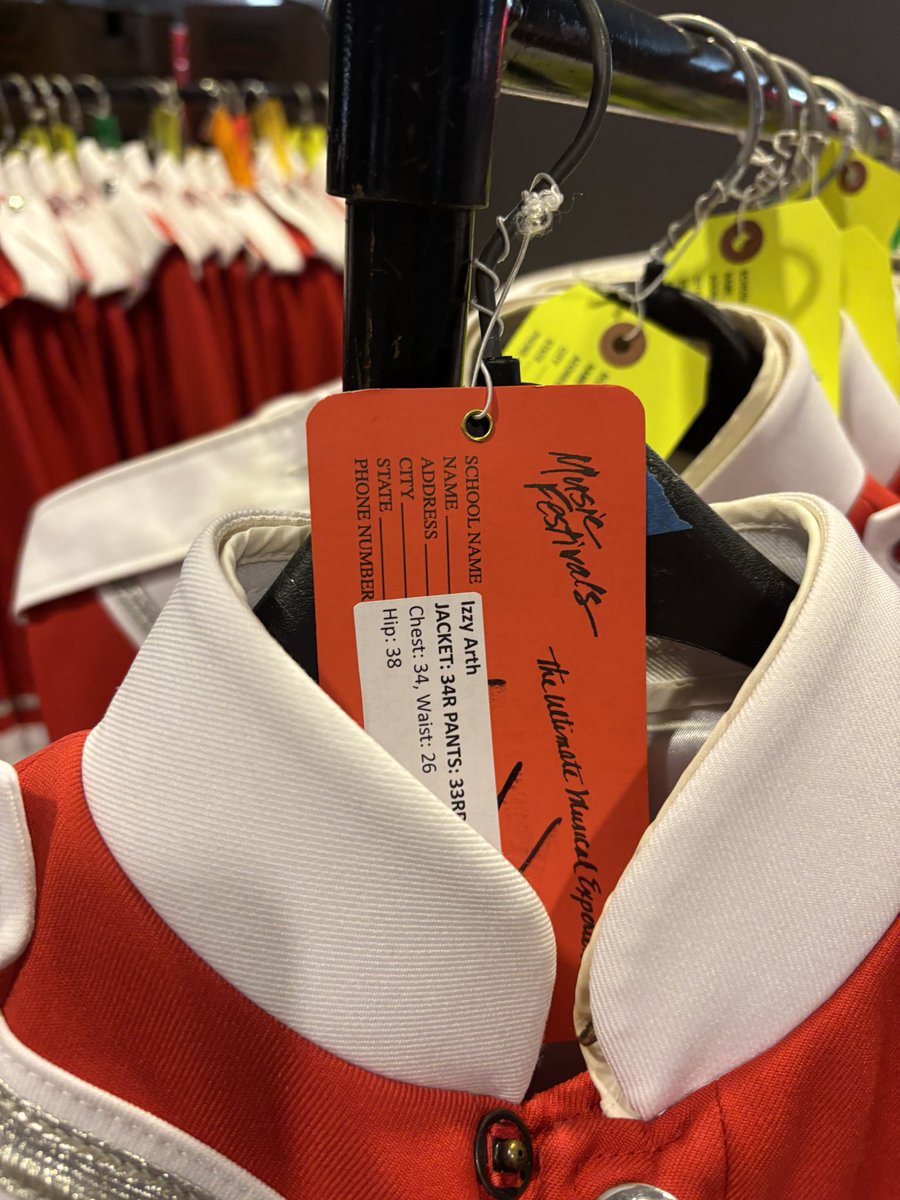 Music
Festivals
The Ultimate Musical
SCHOOL NAME
NAME
ADDRESS
CITY
STATE
PHONE NUMBER
Izzy Arth
JACKET: 34R PANTS: 33R
Chest: 34, Waist: 26
Hip: 38